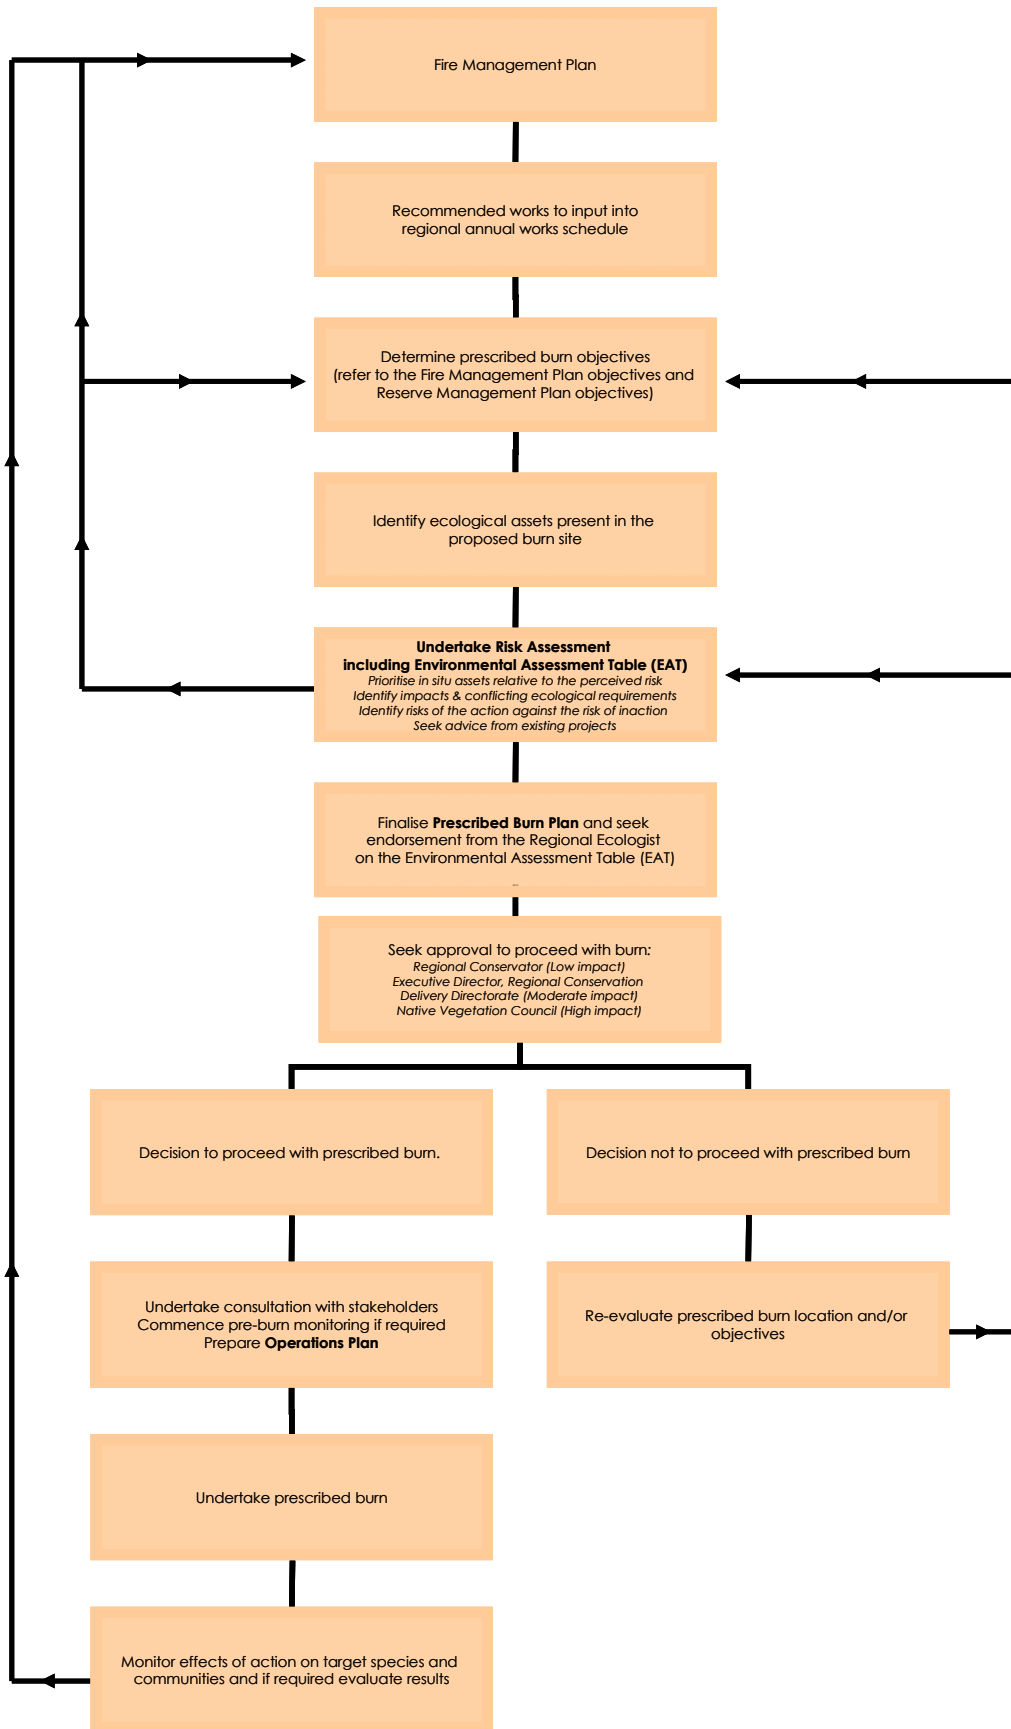 Fire Management Plan
Recommended works to input into
regional annual works schedule
Determine prescribed burn objectives
(refer to the Fire Management Plan objectives and
Reserve Management Plan objectives)
Identify ecological assets present in the
proposed burn site
Undertake Risk Assessment
including Environmental Assessment Table (EAT)
Prioritise in situ assets relative to the perceived risk
Identify impacts & conflicting ecological requirements
Identify risks of the action against the risk of inaction
Seek advice from existing projects
Finalise Prescribed Burn Plan and seek
endorsement from the Regional Ecologist
on the Environmental Assessment Table (EAT)
Seek approval to proceed with burn:
Regional Conservator (Low impact)
Executive Director, Regional Conservation
Delivery Directorate (Moderate impact)
Native Vegetation Council (High impact)
Decision to proceed with prescribed burn.
Decision not to proceed with prescribed burn
Undertake consultation with stakeholders
Commence pre-burn monitoring if required
Prepare Operations Plan
Re-evaluate prescribed burn location and/or
objectives
Undertake prescribed burn
Monitor effects of action on target species and
communities and if required evaluate results